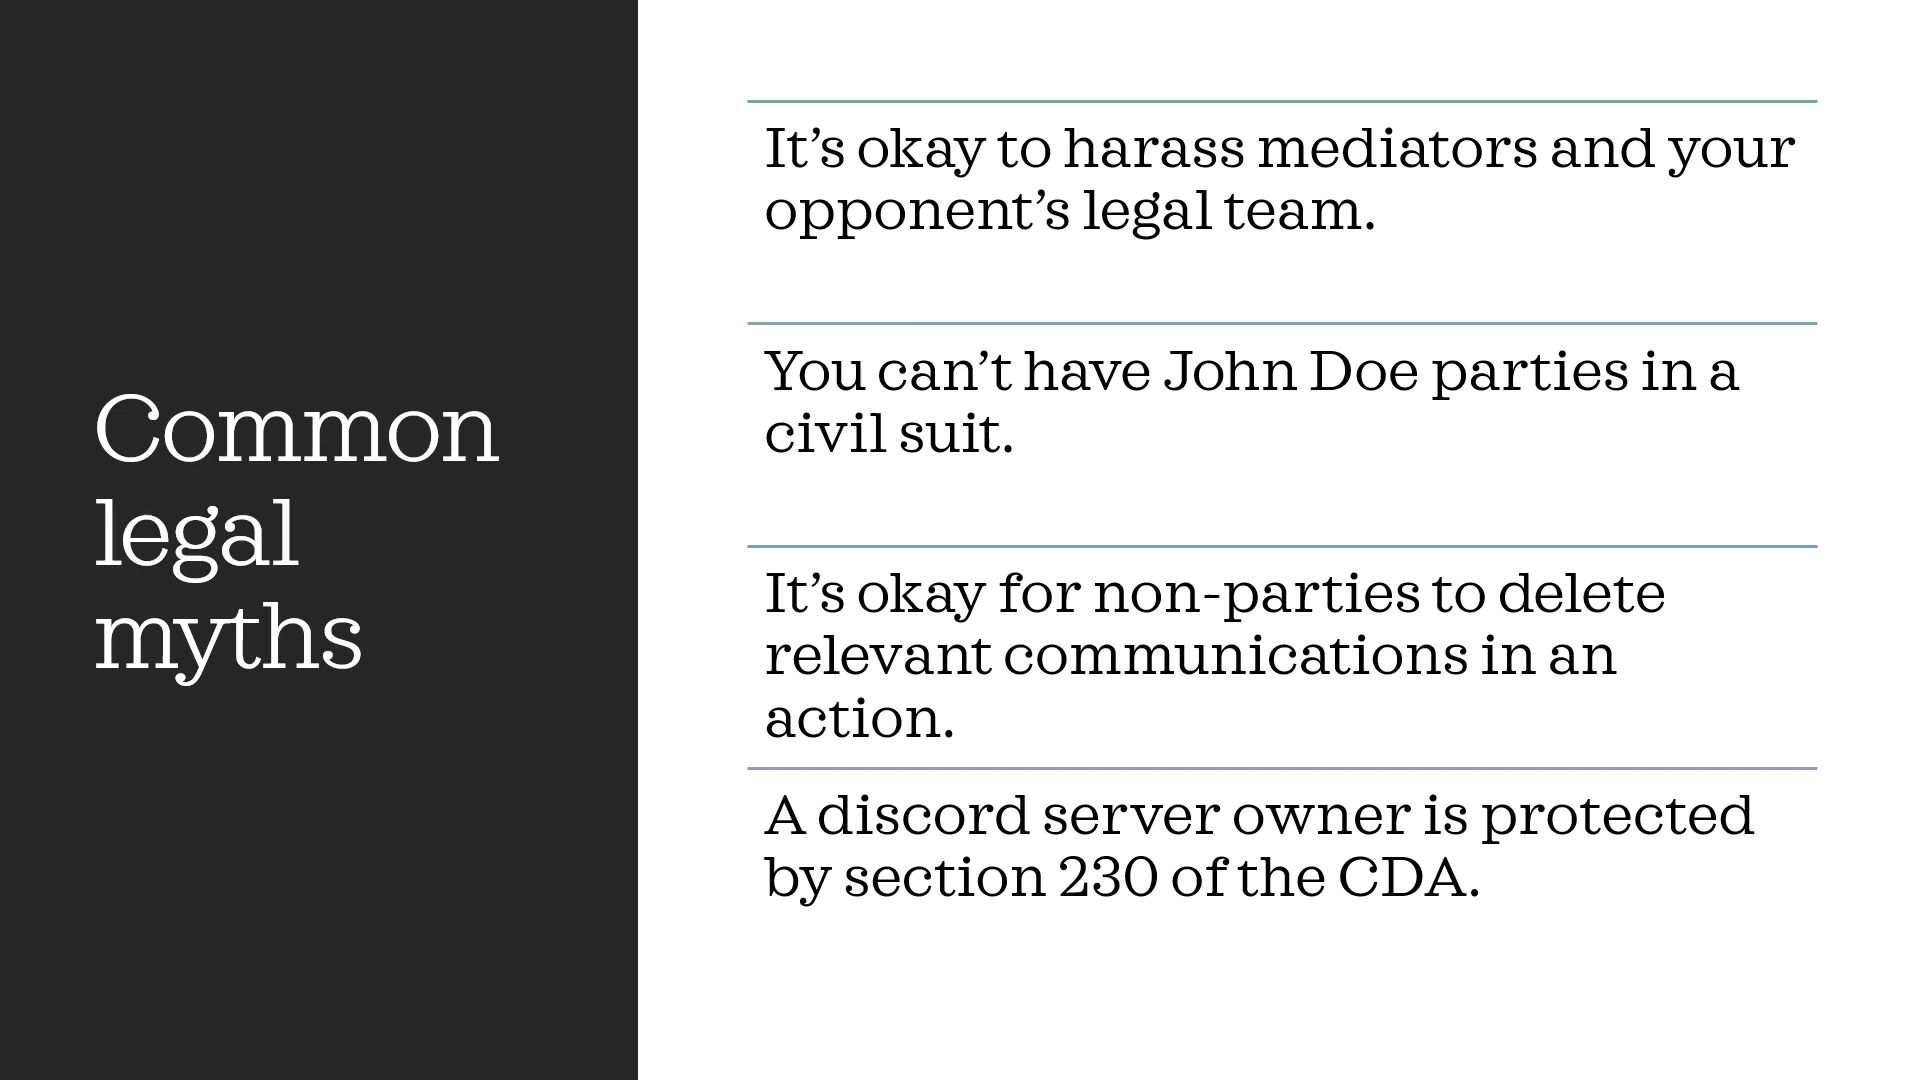 Common
legal
myths
It’s okay to harass mediators and your
opponent’s legal team.
You can’t have John Doe parties in a
civil suit.
It’s okay for non-parties to delete
relevant communications in an
action.
A discord server owner is protected
by section 230 of the CDA.